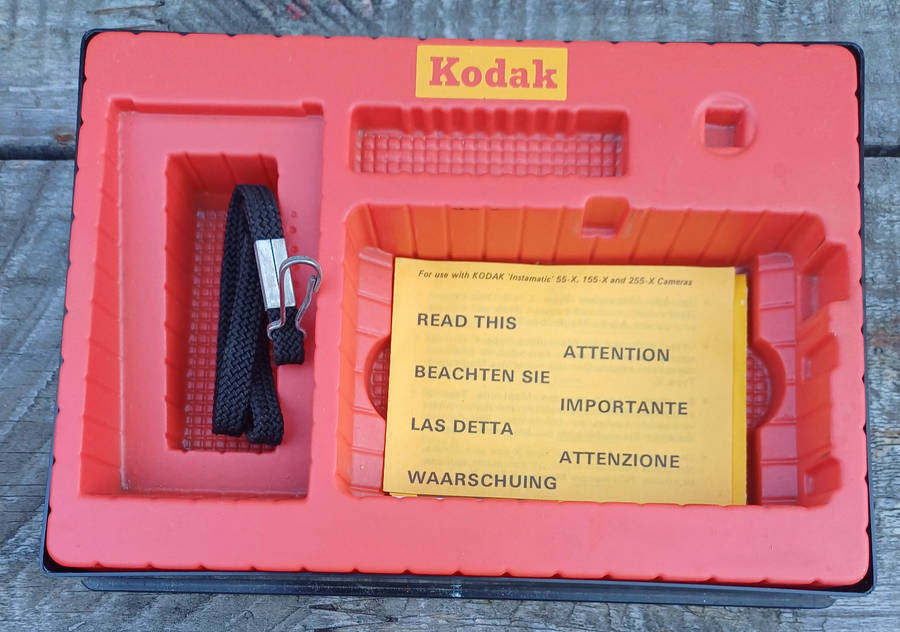 Kodak
For use with KODAK 'Instamatic' 55-X, 155-X and 255-X Cameras
READ THIS
ATTENTION
BEACHTEN SIE
IMPORTANTE
LAS DETTA
ATTENZIONE
WAARSCHUING